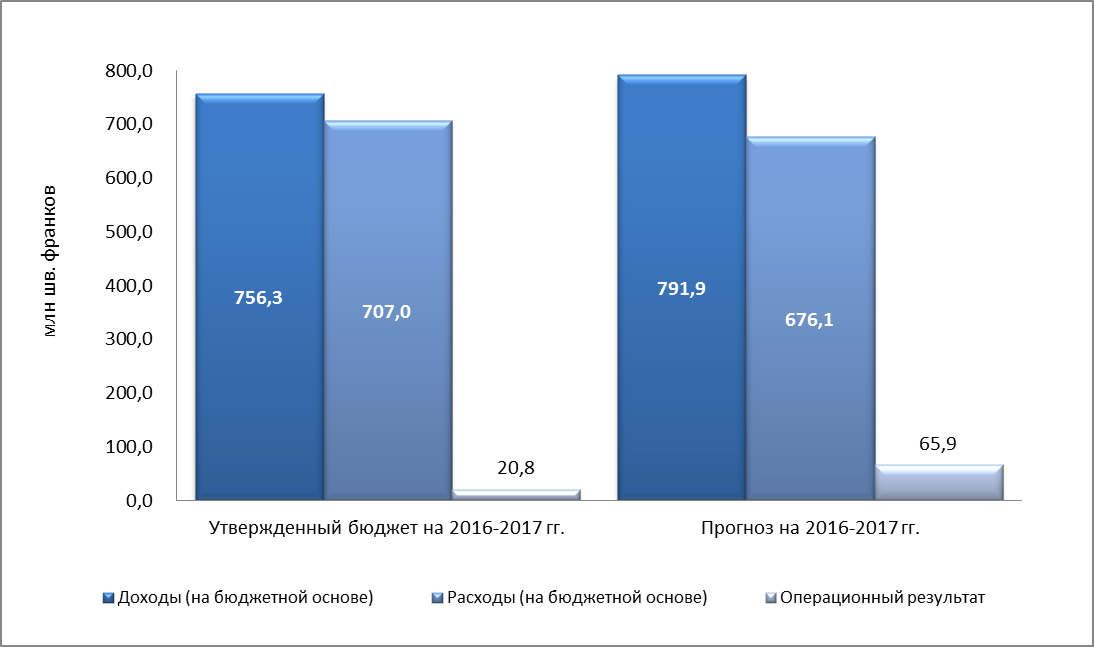 млн шв. франков
800,0
700,0
600,0
500,0
400,0
300,0
200,0
100,0
0,0
756,3
707,0
20,8
791,9
676,1
65,9
Утвержденный бюджет на 2016-2017 гг.
Прогноз на 2016-2017 гг.
Доходы (на бюджетной основе)
Расходы (на бюджетной основе)
Операционный результат